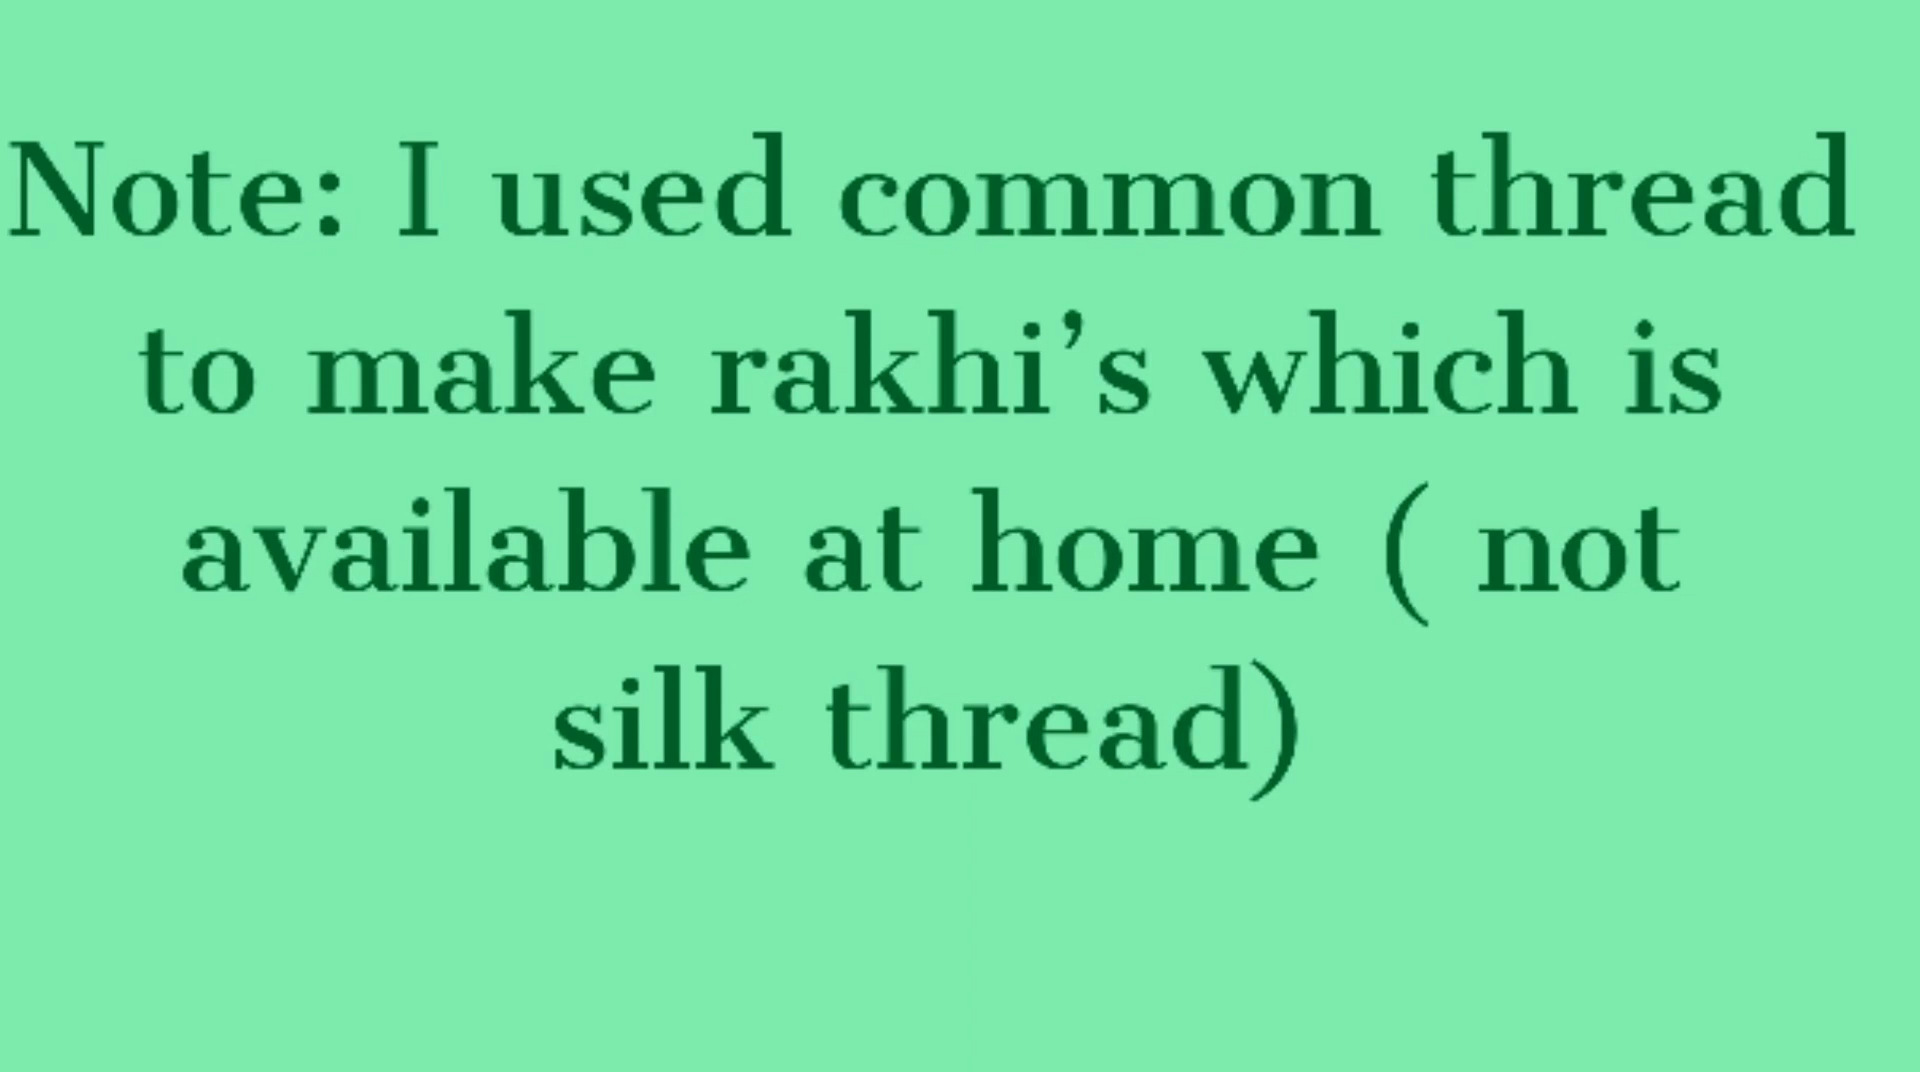 Note: I used common thread
to make rakhi’s which is
available at home ( not
silk thread)